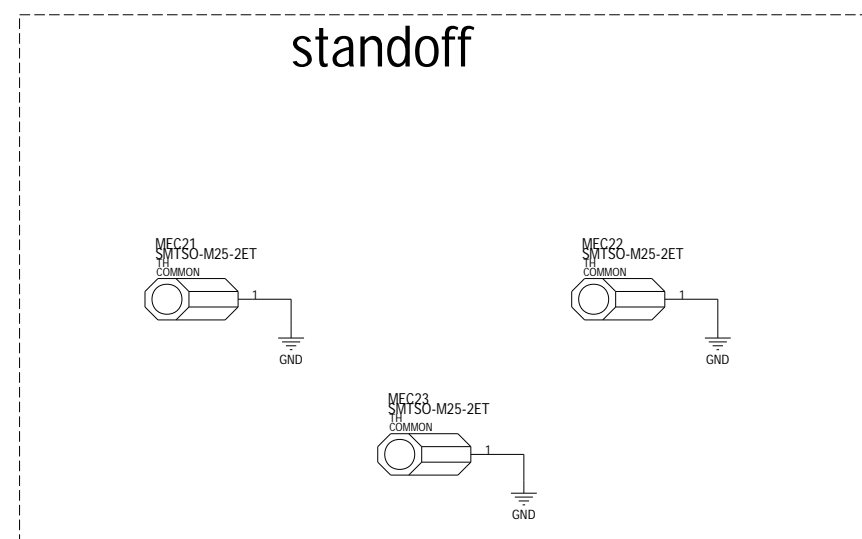 standoff
MEC21
SMTSO-M25-2ET
TH
COMMON
1
GND
MEC22
SMTSO-M25-2ET
TH
COMMON
1
GND
MEC23
SMTSO-M25-2ET
TH
COMMON
1
GND